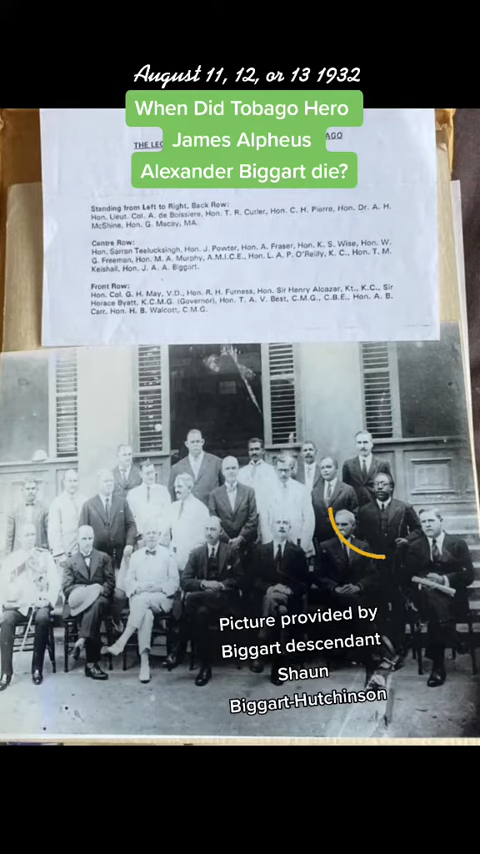 August 11, 12, or 13 1932
When Did Tobago Hero
James Alpheus
Alexander Biggart die?
THE LEG
AGO
Standing from Left to Right, Back Row:
Hon. Lieut. Col. A. de Boissiere, Hon. T. R. Cutler, Hon. C. H. Pierre, Hon. Dr. A. H.
McShine, Hon. G. Macay, MA.
Centre Row:
Hon. Sarran Teelucksingh, Hon. J. Powter, Hon. A. Fraser, Hon. K. S. Wise, Hon. W.
G. Freeman, Hon. M. A. Murphy, A.M.I.C.E., Hon. L. A. P. O'Reilly, K. C., Hon. T. M.
Kelshall, Hon. J. A. A. Biggart.
Front Row:
Hon. Col. G. H. May, V.D., Hon. R. H. Furness, Hon. Sir Henry Alcazar, Kt., K.C., Sir
Horace Byatt, K.C.M.G. (Governor), Hon. T. A. V. Best, C.M.G., C.B.E., Hon. A. B.
Carr, Hon. H. B. Walcott, C.M.G.
Picture provided by
Biggart descendant
Shaun
Biggart-Hutchinson